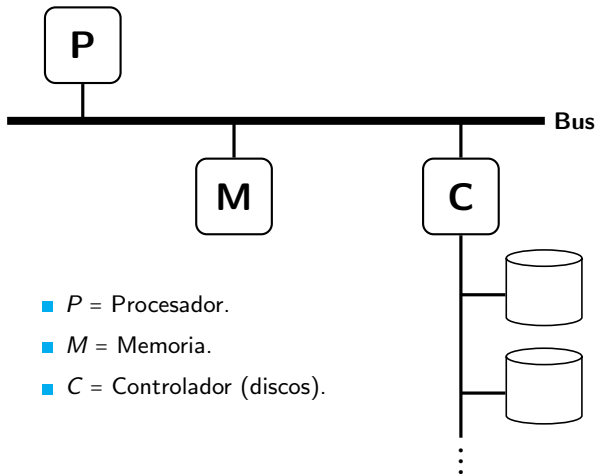 P
Bus
M
C
P = Procesador.
M = Memoria.
C = Controlador (discos).